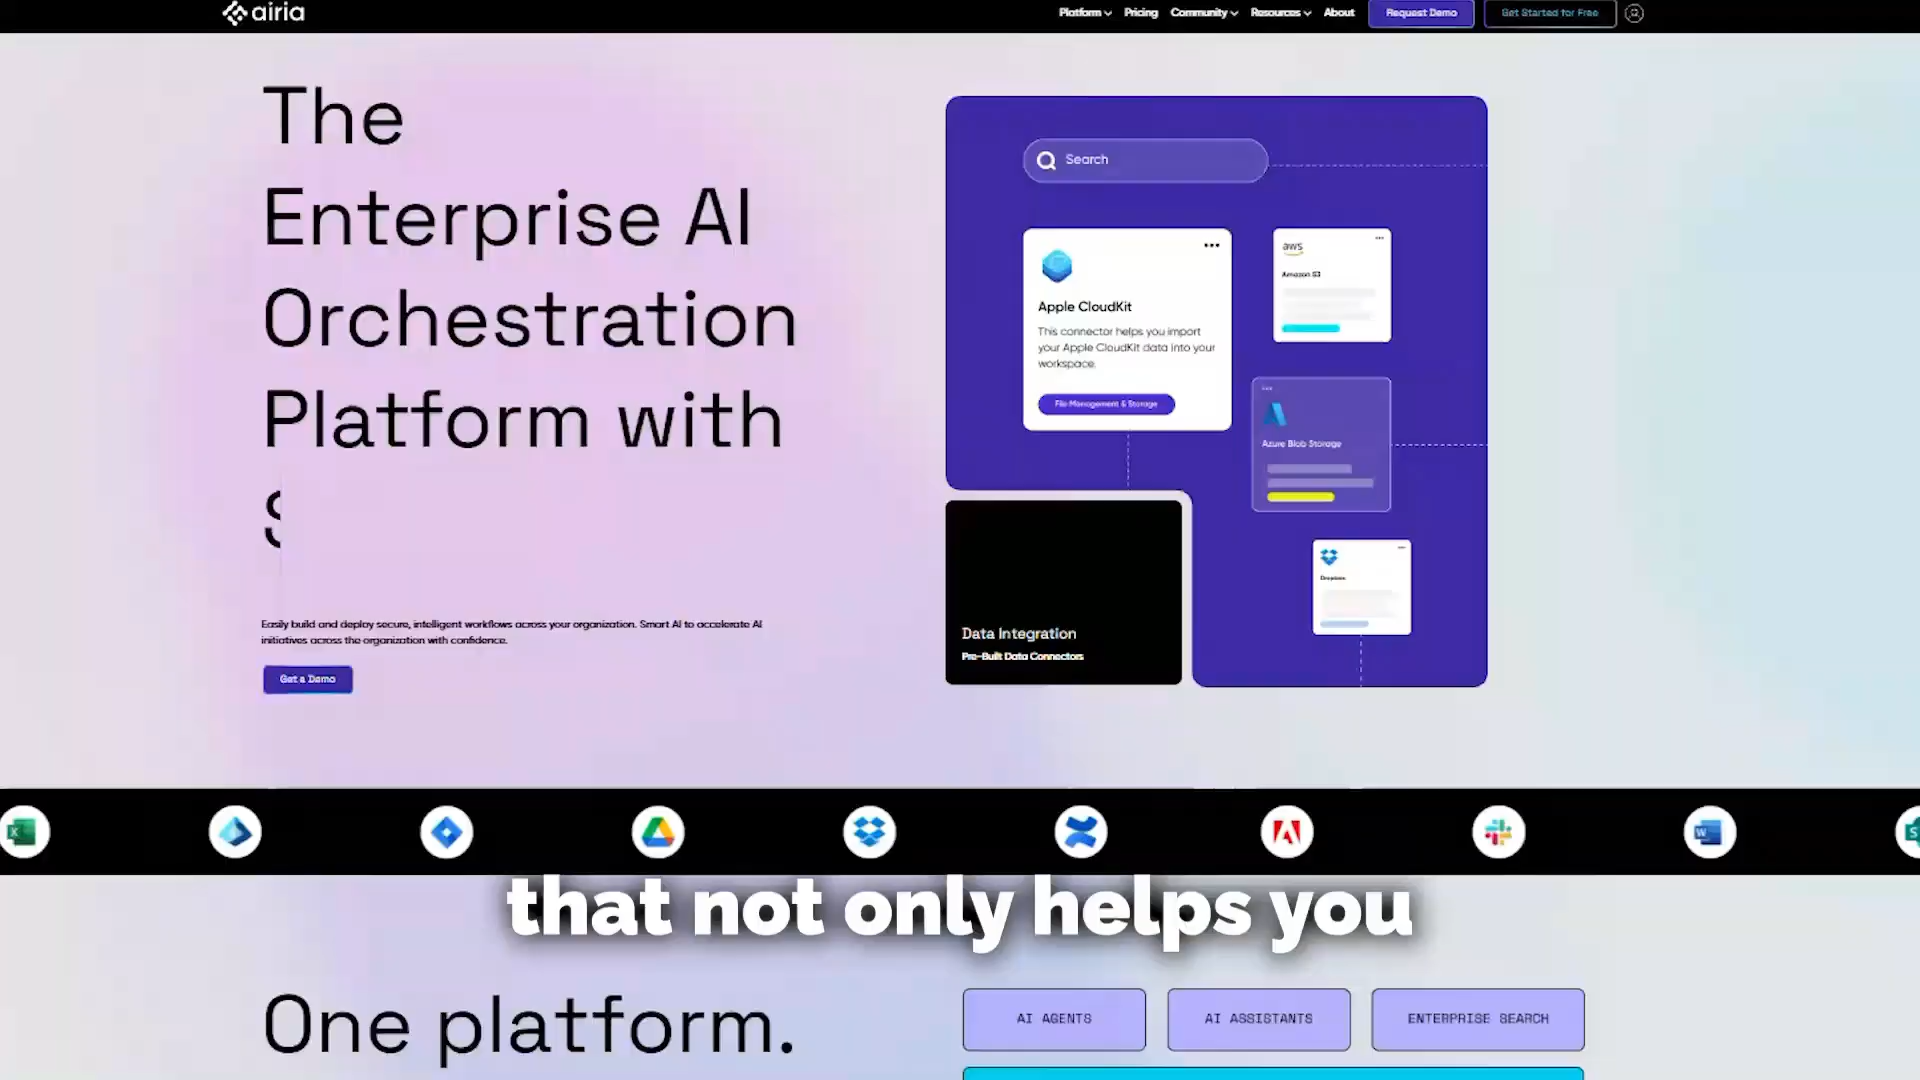 airia
Platform Pricing Community Resources About Request Demo Get Started for Free
The
Enterprise AI
Orchestration
Platform with
S
Easily build and deploy secure, intelligent workflows across your organization. Smart AI to accelerate AI
initiatives across the organization with confidence.
Get a Demo
Search
Apple CloudKit
This connector helps you import
your Apple CloudKit data into your
workspace.
File Management & Storage
aws
Amazon S3
Azure Blob Storage
Dropbox
Data Integration
Pre-Built Data Connectors
that not only helps you
One platform.
AI AGENTS
AI ASSISTANTS
ENTERPRISE SEARCH